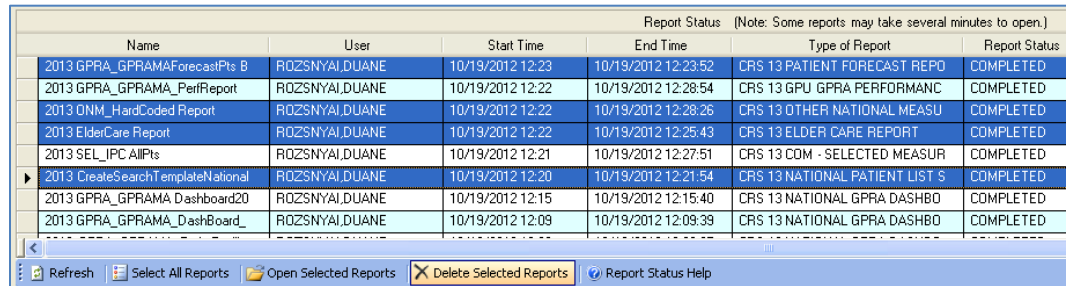 Report Status (Note: Some reports may take several minutes to open.)
Name User Start Time End Time Type of Report Report Status
2013 GPRA_GPRAMAForecastPts B ROZSNYAI,DUANE 10/19/2012 12:23 10/19/2012 12:23:52 CRS 13 PATIENT FORECAST REPO COMPLETED
2013 GPRA_GPRAMA_PerfReport ROZSNYAI,DUANE 10/19/2012 12:22 10/19/2012 12:28:54 CRS 13 GPU GPRA PERFORMANC COMPLETED
2013 ONM_HardCoded Report ROZSNYAI,DUANE 10/19/2012 12:22 10/19/2012 12:28:26 CRS 13 OTHER NATIONAL MEASU COMPLETED
2013 ElderCare Report ROZSNYAI,DUANE 10/19/2012 12:22 10/19/2012 12:25:43 CRS 13 ELDER CARE REPORT COMPLETED
2013 SEL_IPC AllPts ROZSNYAI,DUANE 10/19/2012 12:21 10/19/2012 12:27:51 CRS 13 COM - SELECTED MEASUR COMPLETED
2013 CreateSearchTemplateNational ROZSNYAI,DUANE 10/19/2012 12:20 10/19/2012 12:21:54 CRS 13 NATIONAL PATIENT LIST S COMPLETED
2013 GPRA_GPRAMA Dashboard20 ROZSNYAI,DUANE 10/19/2012 12:15 10/19/2012 12:15:40 CRS 13 NATIONAL GPRA DASHBO COMPLETED
2013 GPRA_GPRAMA_DashBoard_ ROZSNYAI,DUANE 10/19/2012 12:09 10/19/2012 12:09:39 CRS 13 NATIONAL GPRA DASHBO COMPLETED
Refresh Select All Reports Open Selected Reports Delete Selected Reports Report Status Help